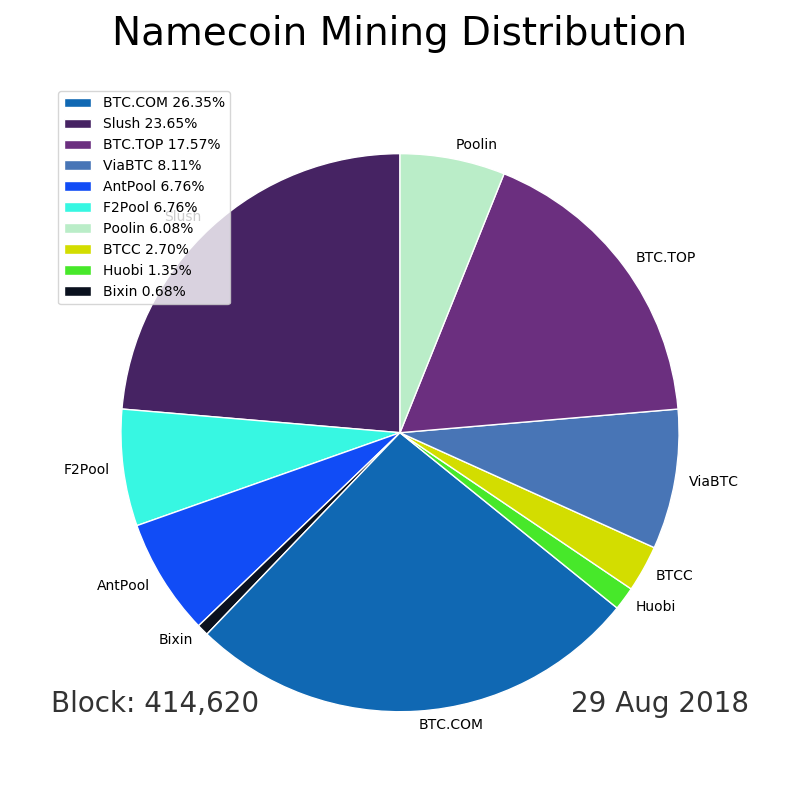 Namecoin Mining Distribution
BTC.COM 26.35%
Slush 23.65%
BTC.TOP 17.57%
ViaBTC 8.11%
AntPool 6.76%
F2Pool 6.76%
Poolin 6.08%
BTCC 2.70%
Huobi 1.35%
Bixin 0.68%
Slush
Poolin
BTC.TOP
ViaBTC
BTCC
Huobi
BTC.COM
Bixin
AntPool
F2Pool
Block: 414,620
29 Aug 2018